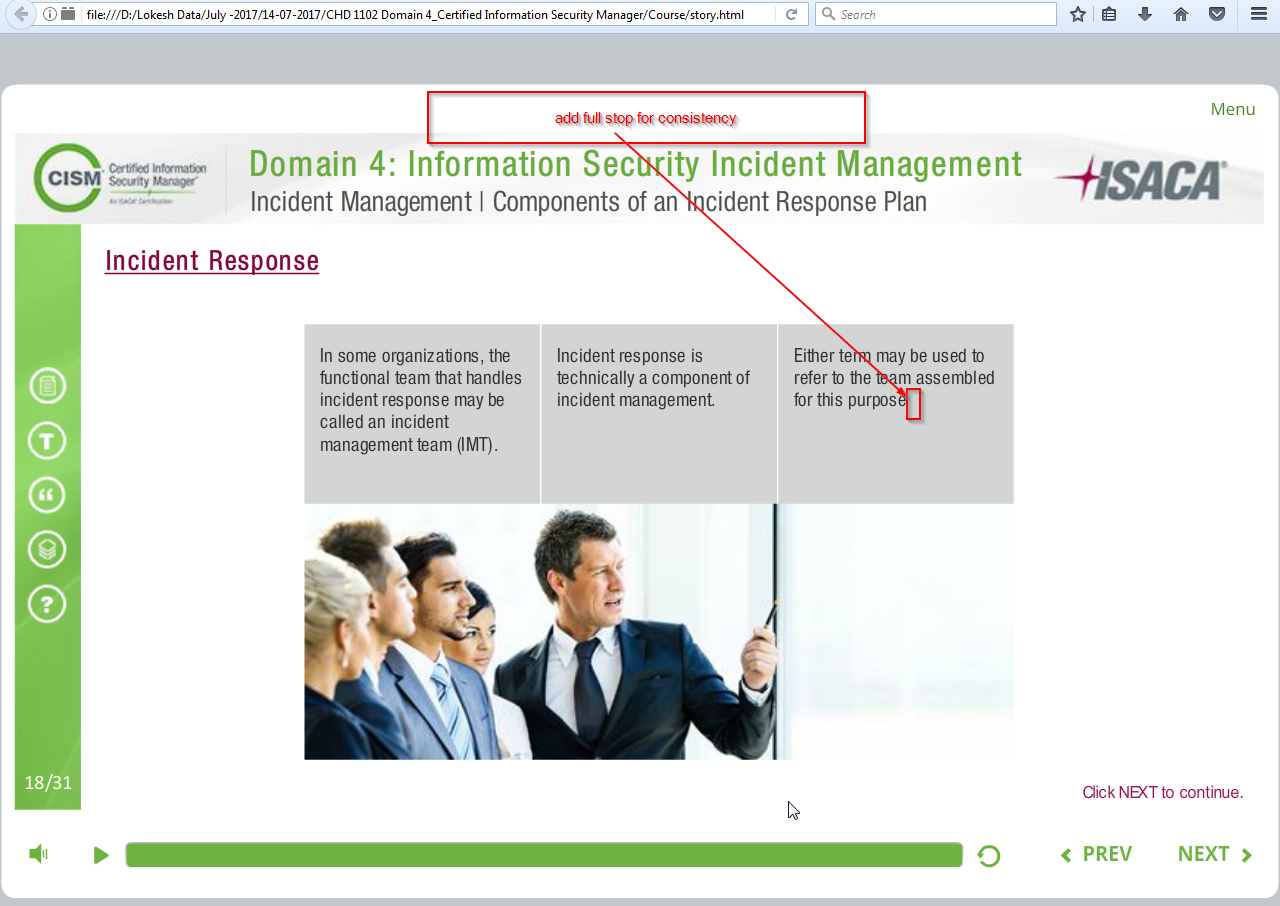 file:///D:/Lokesh Data/July -2017/14-07-2017/CHD 1102 Domain 4_Certified Information Security Manager/Course/story.html
Search
add full stop for consistency
Menu
CISM
Certified Information
Security Manager®
An ISACA® Certification
Domain 4: Information Security Incident Management
Incident Management | Components of an Incident Response Plan
ISACA®
Incident Response
In some organizations, the
functional team that handles
incident response may be
called an incident
management team (IMT).
Incident response is
technically a component of
incident management.
Either term may be used to
refer to the team assembled
for this purpose
T
“
?
18/31
Click NEXT to continue.
PREV
NEXT